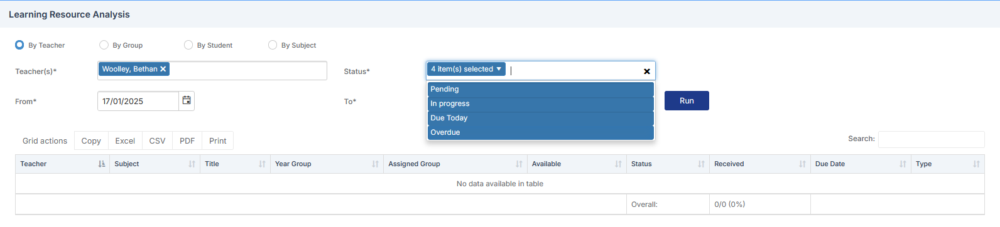 Learning Resource Analysis
By Teacher By Group By Student By Subject
Teacher(s)* Woolley, Bethan Status* 4 item(s) selected
Pending
In progress
Due Today
Overdue
From* 17/01/2025 To* Run
Grid actions Copy Excel CSV PDF Print Search:
Teacher Subject Title Year Group Assigned Group Available Status Received Due Date Type
No data available in table
Overall: 0/0 (0%)